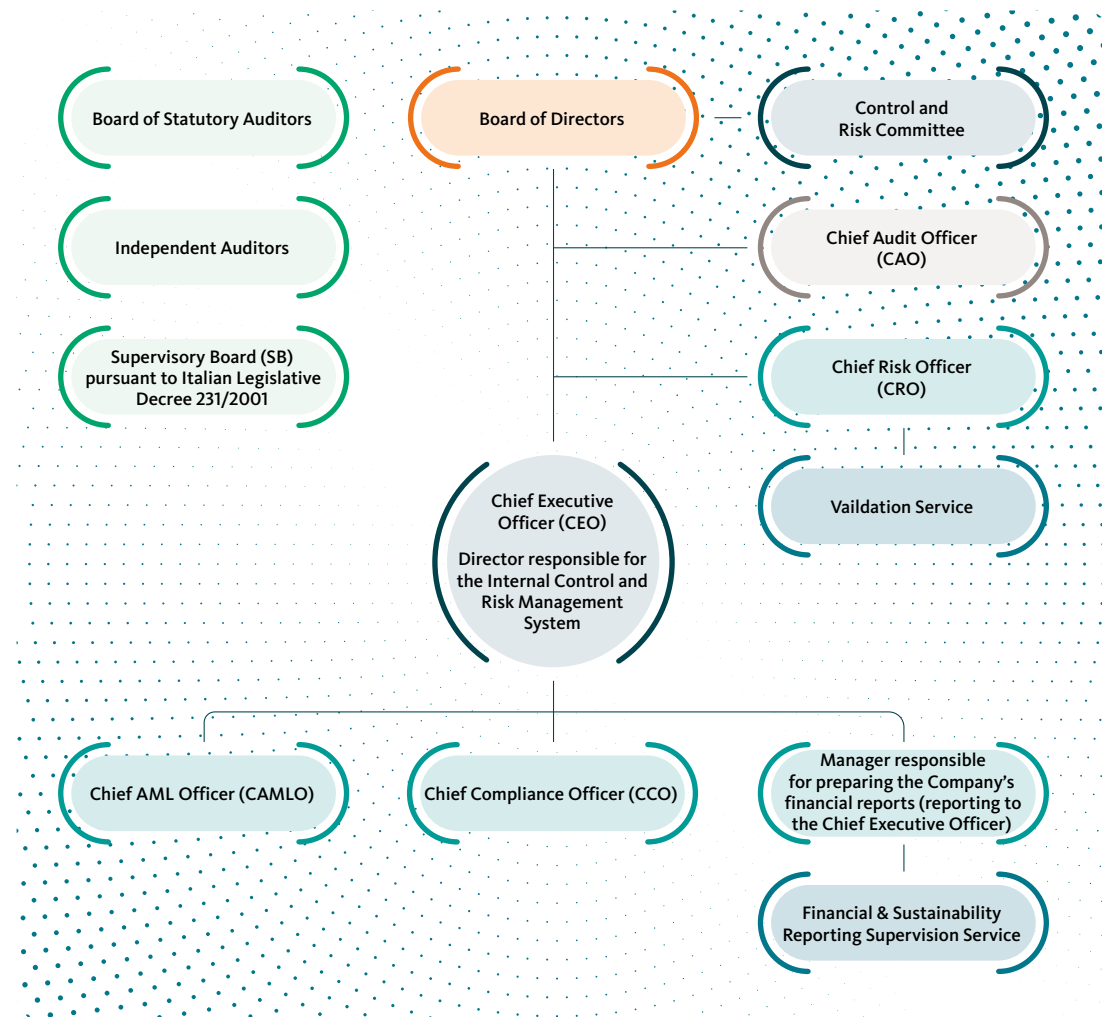 Board of Statutory Auditors
Board of Directors
Control and
Risk Committee
Independent Auditors
Chief Audit Officer
(CAO)
Supervisory Board (SB)
pursuant to Italian Legislative
Decree 231/2001
Chief Risk Officer
(CRO)
Chief Executive
Officer (CEO)
Director responsible for
the Internal Control and
Risk Management
System
Vaildation Service
Chief AML Officer (CAMLO)
Chief Compliance Officer (CCO)
Manager responsible
for preparing the Company’s
financial reports (reporting to
the Chief Executive Officer)
Financial & Sustainability
Reporting Supervision Service